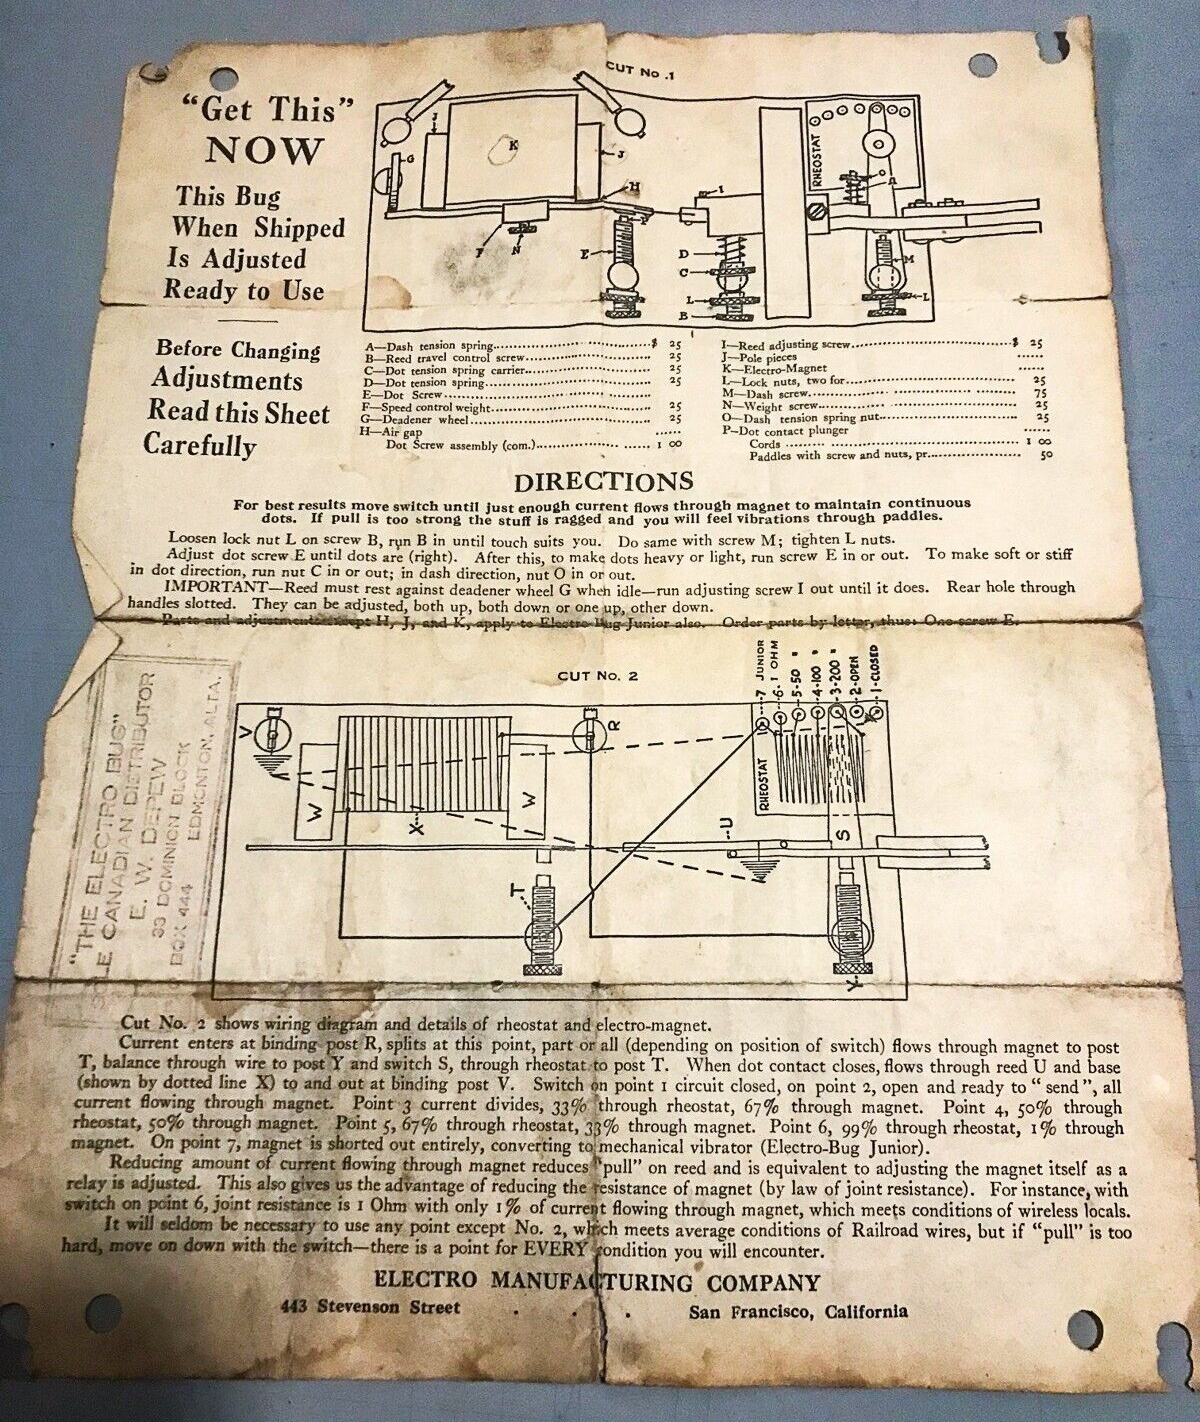 "Get This"
NOW
This Bug
When Shipped
Is Adjusted
Ready to Use
Before Changing
Adjustments
Read this Sheet
Carefully
CUT No .1
J
K
J
G
H
I
RHEOSTAT
A
F
N
P
E
D
C
L
B
M
L
A—Dash tension spring $ 25
B—Reed travel control screw 25
C—Dot tension spring carrier 25
D—Dot tension spring 25
E—Dot Screw
F—Speed control weight 25
G—Deadener wheel 25
H—Air gap
Dot Screw assembly (com.) 1 00
I—Reed adjusting screw $ 25
J—Pole pieces
K—Electro-Magnet
L—Lock nuts, two for 25
M—Dash screw 75
N—Weight screw 25
O—Dash tension spring nut 25
P—Dot contact plunger
Cords 1 00
Paddles with screw and nuts, pr. 50
DIRECTIONS
For best results move switch until just enough current flows through magnet to maintain continuous
dots. If pull is too strong the stuff is ragged and you will feel vibrations through paddles.
Loosen lock nut L on screw B, run B in until touch suits you. Do same with screw M; tighten L nuts.
Adjust dot screw E until dots are (right). After this, to make dots heavy or light, run screw E in or out. To make soft or stiff
in dot direction, run nut C in or out; in dash direction, nut O in or out.
IMPORTANT—Reed must rest against deadener wheel G when idle—run adjusting screw I out until it does. Rear hole through
handles slotted. They can be adjusted, both up, both down or one up, other down.
Parts and adjustments except H, J, and K, apply to Electro Bug Junior also. Order parts by letter, thus: One screw E.
"THE ELECTRO BUG"
CANADIAN DISTRIBUTOR
E. W. DEPEW
33 DOMINION BLOCK
BOX 444 EDMONTON, ALTA.
CUT No. 2
7 JUNIOR
6-1 OHM
5-50 "
4-100 "
3-200 "
2-OPEN
1-CLOSED
V
R
RHEOSTAT
W
W
X
U
S
T
Y
Cut No. 2 shows wiring diagram and details of rheostat and electro-magnet.
Current enters at binding post R, splits at this point, part or all (depending on position of switch) flows through magnet to post
T, balance through wire to post Y and switch S, through rheostat to post T. When dot contact closes, flows through reed U and base
(shown by dotted line X) to and out at binding post V. Switch on point 1 circuit closed, on point 2, open and ready to "send", all
current flowing through magnet. Point 3 current divides, 33% through rheostat, 67% through magnet. Point 4, 50% through
rheostat, 50% through magnet. Point 5, 67% through rheostat, 33% through magnet. Point 6, 99% through rheostat, 1% through
magnet. On point 7, magnet is shorted out entirely, converting to mechanical vibrator (Electro-Bug Junior).
Reducing amount of current flowing through magnet reduces "pull" on reed and is equivalent to adjusting the magnet itself as a
relay is adjusted. This also gives us the advantage of reducing the resistance of magnet (by law of joint resistance). For instance, with
switch on point 6, joint resistance is 1 Ohm with only 1% of current flowing through magnet, which meets conditions of wireless locals.
It will seldom be necessary to use any point except No. 2, which meets average conditions of Railroad wires, but if "pull" is too
hard, move on down with the switch—there is a point for EVERY condition you will encounter.
ELECTRO MANUFACTURING COMPANY
443 Stevenson Street . . . San Francisco, California